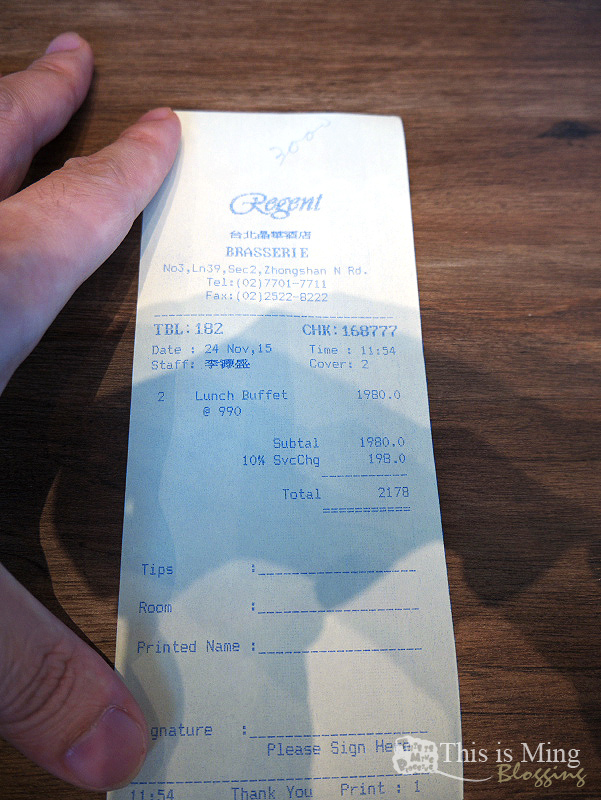 Regent
台北晶華酒店
BRASSERIE
No3,Ln39,Sec2,Zhongshan N Rd.
Tel:(02)7701-7711
Fax:(02)2522-8222
TBL:182 CHK:168777
Date : 24 Nov,15 Time : 11:54
Staff: 李 盛 Cover: 2
2 Lunch Buffet 1980.0
@ 990
Subtal 1980.0
10% SvcChg 198.0
Total 2178
===========
Tips :
Room :
Printed Name :
gnature :
Please Sign Here
11:54 Thank You Print : 1
This is Ming
Blogging